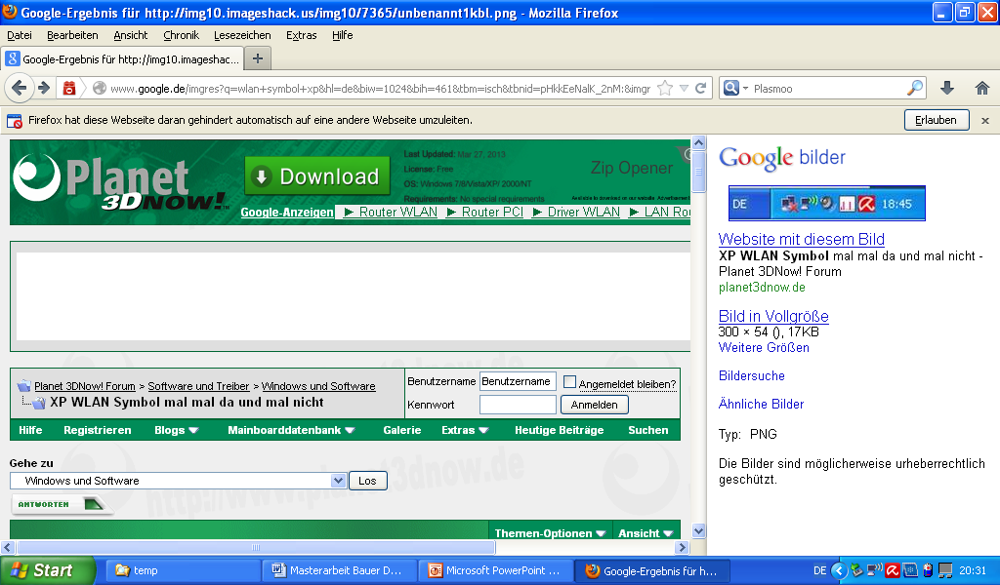 Google-Ergebnis für http://img10.imageshack.us/img10/7365/unbenannt1kbl.png - Mozilla Firefox
Datei Bearbeiten Ansicht Chronik Lesezeichen Extras Hilfe
Google-Ergebnis für http://img10.imageshac...
www.google.de/imgres?q=wlan+symbol+xp&hl=de&biw=1024&bih=461&tbm=isch&tbnid=pHkkEeNalK_2nM:&imgr
Plasmoo
Firefox hat diese Webseite daran gehindert automatisch auf eine andere Webseite umzuleiten.
Erlauben
Planet 3DNow!
Download
Last Updated: Mar 27, 2013
License: Free
OS: Windows 7/8/Vista/XP/ 2000/NT
Requirements: No special requirements
Zip Opener
Google-Anzeigen Router WLAN Router PCI Driver WLAN LAN Rou
Planet 3DNow! Forum > Software und Treiber > Windows und Software
XP WLAN Symbol mal mal da und mal nicht
Benutzername Benutzername Angemeldet bleiben?
Kennwort Anmelden
Hilfe Registrieren Blogs Mainboarddatenbank Galerie Extras Heutige Beiträge Suchen
Gehe zu
Windows und Software Los
http://www.planet3dnow.de
ANTWORTEN
Themen-Optionen Ansicht
Google bilder
DE 18:45
Website mit diesem Bild
XP WLAN Symbol mal mal da und mal nicht -
Planet 3DNow! Forum
planet3dnow.de
Bild in Vollgröße
300 × 54 (), 17KB
Weitere Größen
Bildersuche
Ähnliche Bilder
Typ: PNG
Die Bilder sind möglicherweise urheberrechtlich
geschützt.
Start temp Masterarbeit Bauer D... Microsoft PowerPoint ... Google-Ergebnis für h... DE 20:31